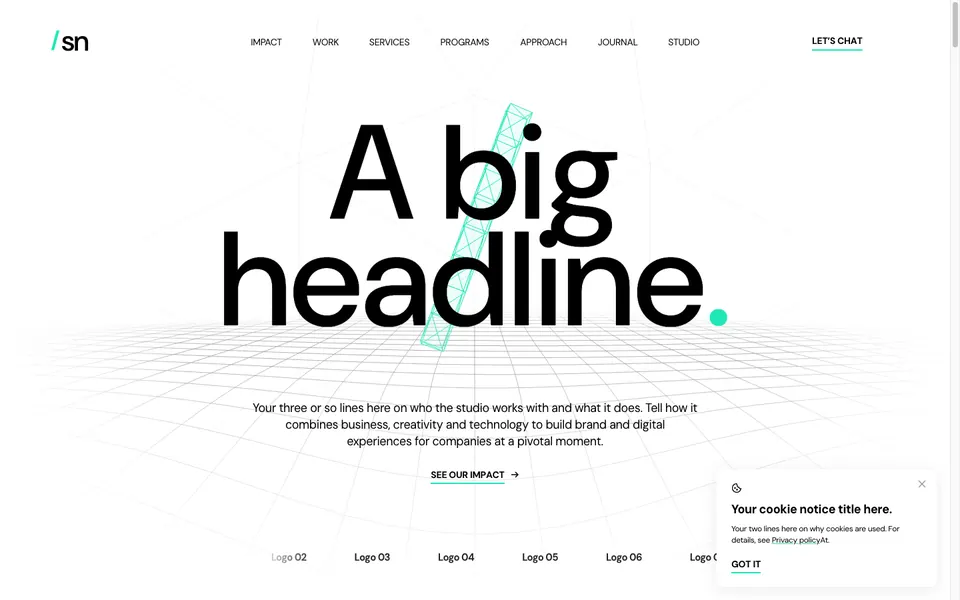 /sn
IMPACT WORK SERVICES PROGRAMS APPROACH JOURNAL STUDIO
LET'S CHAT
A big
headline.
Your three or so lines here on who the studio works with and what it does. Tell how it
combines business, creativity and technology to build brand and digital
experiences for companies at a pivotal moment.
SEE OUR IMPACT →
Logo 02 Logo 03 Logo 04 Logo 05 Logo 06 Logo
Your cookie notice title here.
Your two lines here on why cookies are used. For
details, see Privacy policyAt.
GOT IT